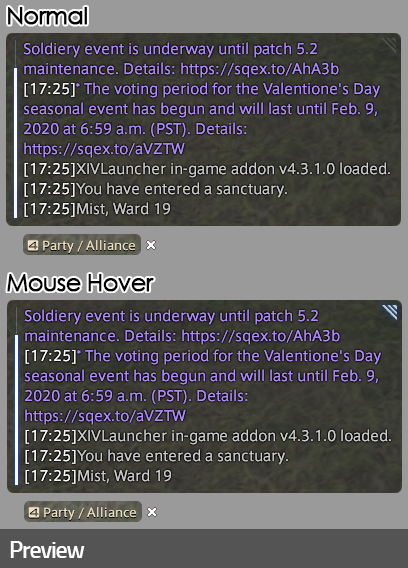 Normal
Soldiery event is underway until patch 5.2
maintenance. Details: https://sqex.to/AhA3b
[17:25]* The voting period for the Valentione's Day
seasonal event has begun and will last until Feb. 9,
2020 at 6:59 a.m. (PST). Details:
https://sqex.to/aVZTW
[17:25]XIVLauncher in-game addon v4.3.1.0 loaded.
[17:25]You have entered a sanctuary.
[17:25]Mist, Ward 19
4 Party / Alliance
Mouse Hover
Soldiery event is underway until patch 5.2
maintenance. Details: https://sqex.to/AhA3b
[17:25]* The voting period for the Valentione's Day
seasonal event has begun and will last until Feb. 9,
2020 at 6:59 a.m. (PST). Details:
https://sqex.to/aVZTW
[17:25]XIVLauncher in-game addon v4.3.1.0 loaded.
[17:25]You have entered a sanctuary.
[17:25]Mist, Ward 19
4 Party / Alliance
Preview